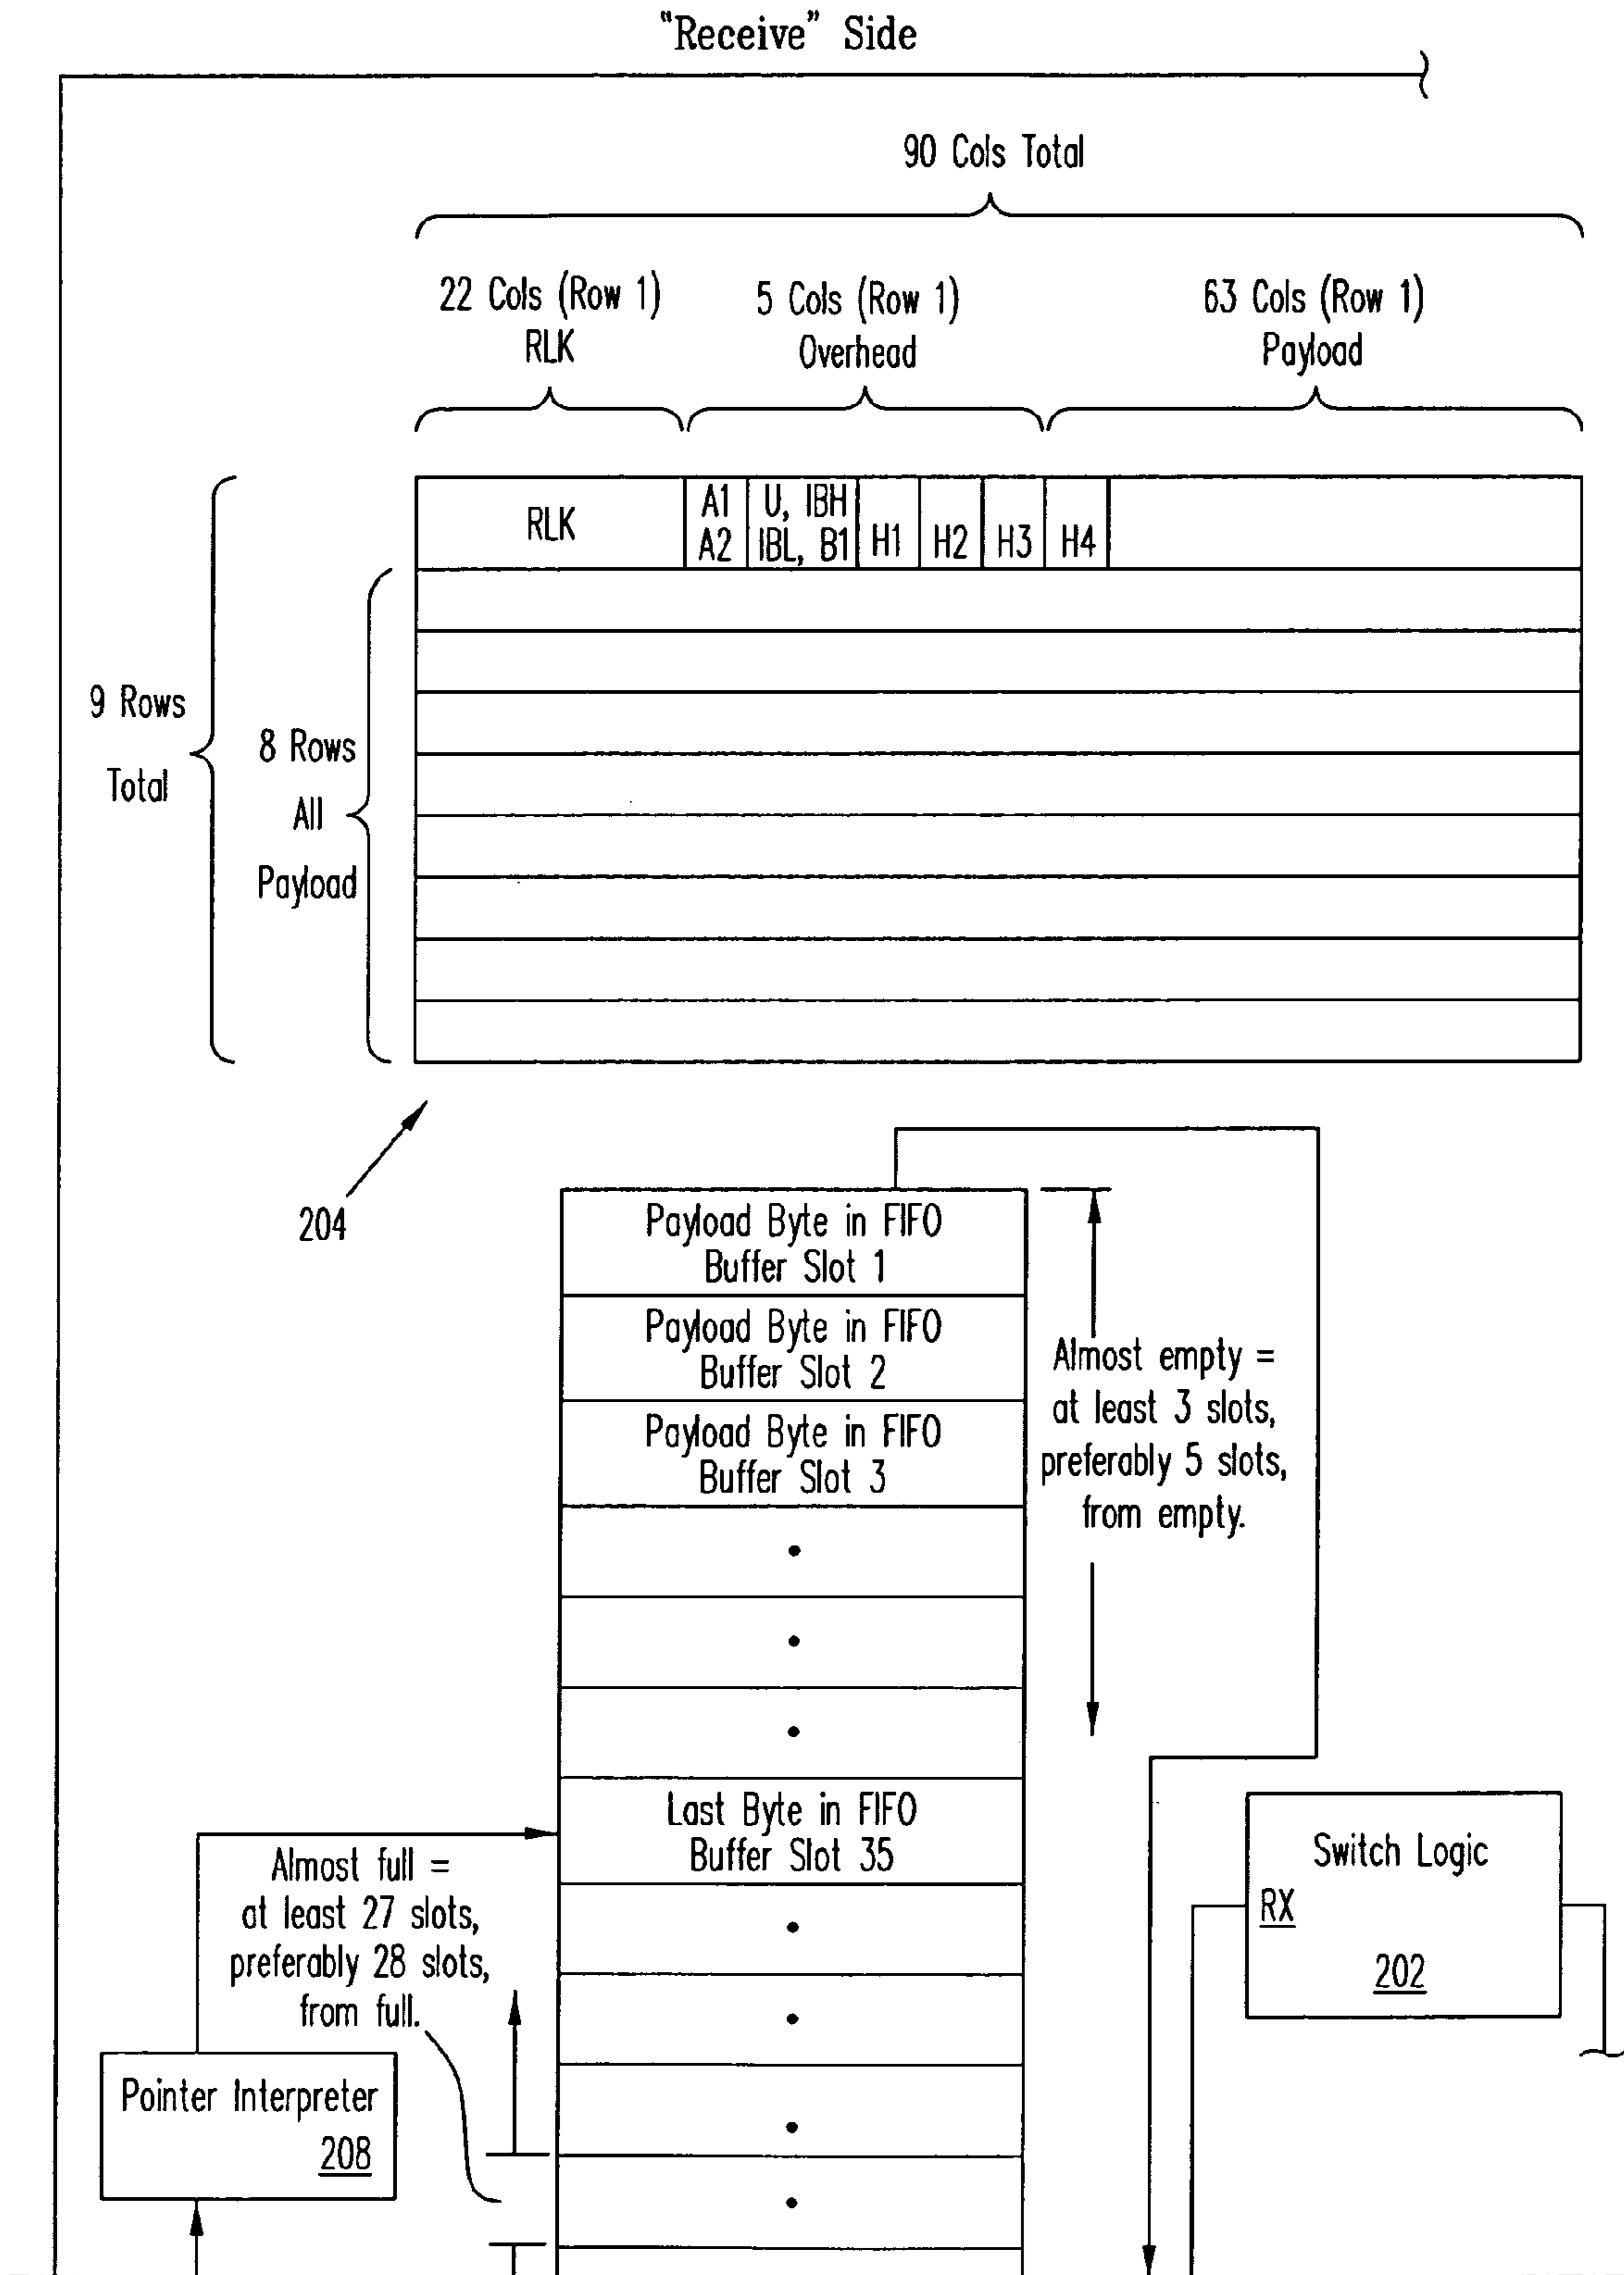 "Receive" Side
90 Cols Total
22 Cols (Row 1)
RLK
5 Cols (Row 1)
Overhead
63 Cols (Row 1)
Payload
RLK
A1
A2
U, IBH
IBL, B1
H1
H2
H3
H4
9 Rows
Total
8 Rows
All
Payload
204
Payload Byte in FIFO
Buffer Slot 1
Payload Byte in FIFO
Buffer Slot 2
Payload Byte in FIFO
Buffer Slot 3
Almost empty =
at least 3 slots,
preferably 5 slots,
from empty.
Last Byte in FIFO
Buffer Slot 35
Almost full =
at least 27 slots,
preferably 28 slots,
from full.
Switch Logic
RX
202
Pointer Interpreter
208